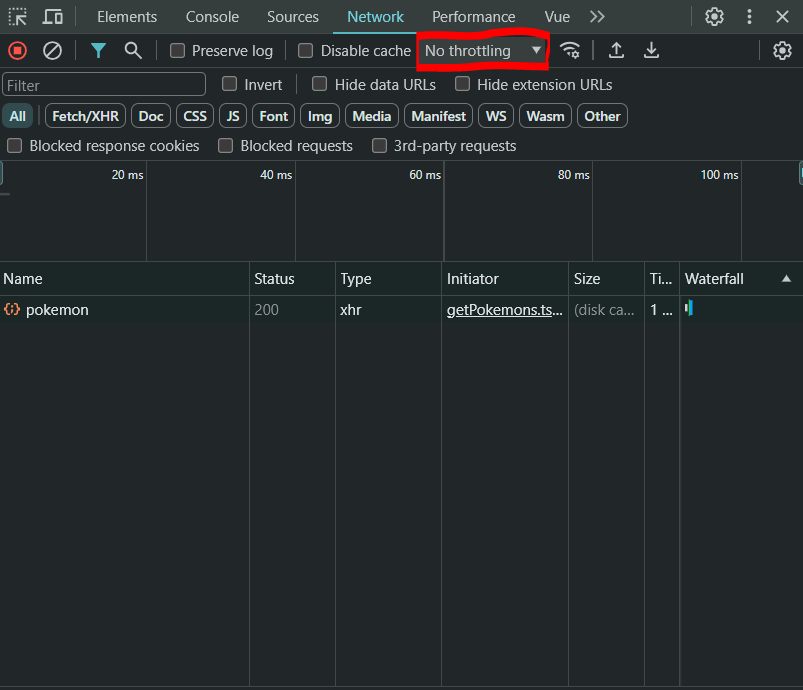 Elements Console Sources Network Performance Vue
Preserve log Disable cache No throttling
Filter Invert Hide data URLs Hide extension URLs
All Fetch/XHR Doc CSS JS Font Img Media Manifest WS Wasm Other
Blocked response cookies Blocked requests 3rd-party requests
20 ms 40 ms 60 ms 80 ms 100 ms
Name Status Type Initiator Size Ti... Waterfall
pokemon 200 xhr getPokemons.ts... (disk ca... 1 ...